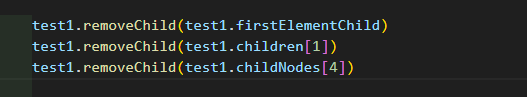 test1.removeChild(test1.firstElementChild)
test1.removeChild(test1.children[1])
test1.removeChild(test1.childNodes[4])